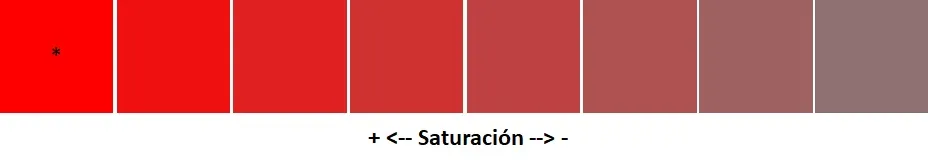 *
+ <-- Saturación --> -